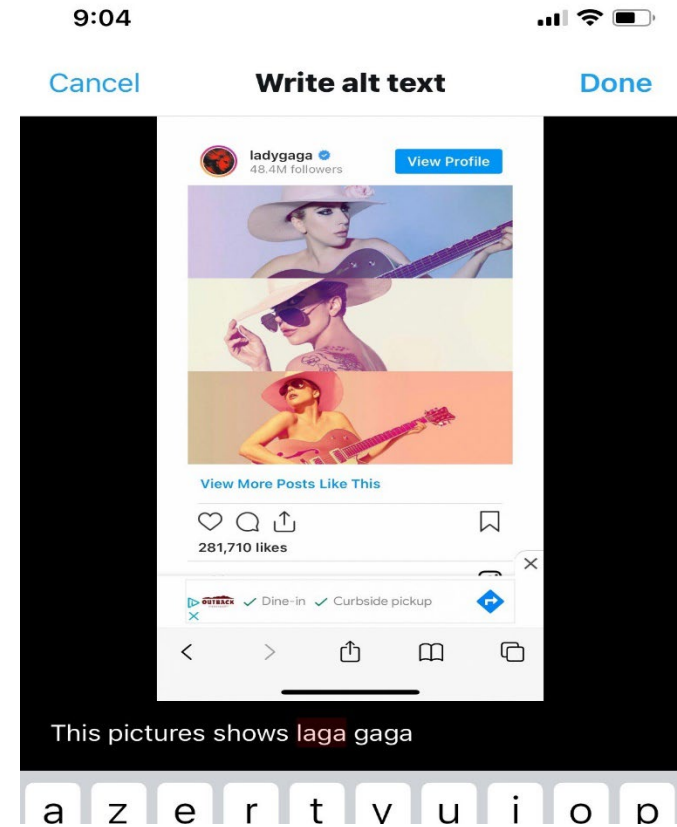 9:04
Cancel Write alt text Done
ladygaga
48.4M followers
View Profile
View More Posts Like This
281,710 likes
OUTBACK
Dine-in Curbside pickup
This pictures shows laga gaga
a z e r t y u i o p